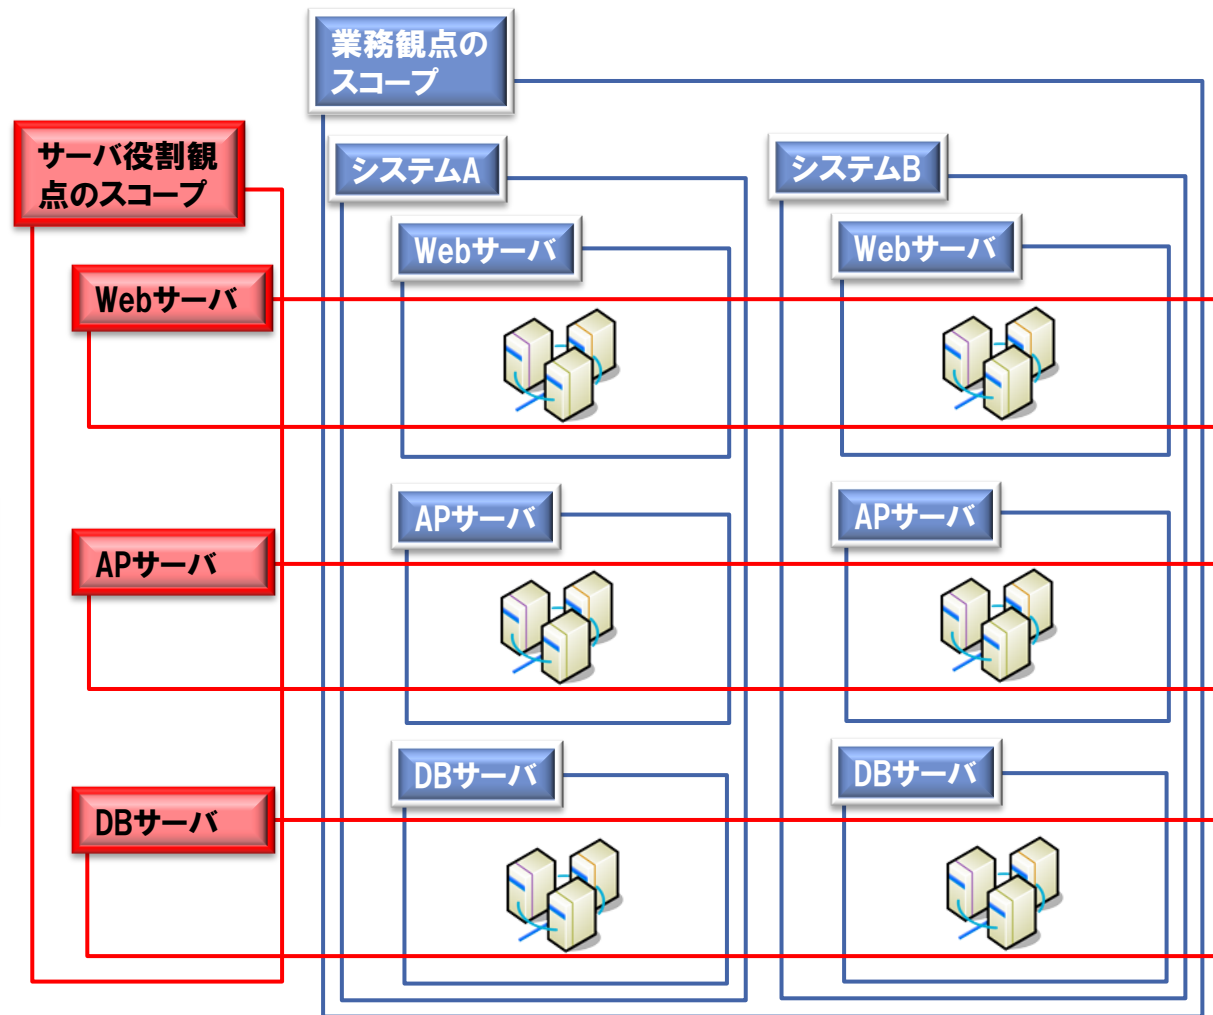 業務観点の
スコープ
サーバ役割観
点のスコープ
システムA
システムB
Webサーバ
Webサーバ
Webサーバ
APサーバ
APサーバ
APサーバ
DBサーバ
DBサーバ
DBサーバ